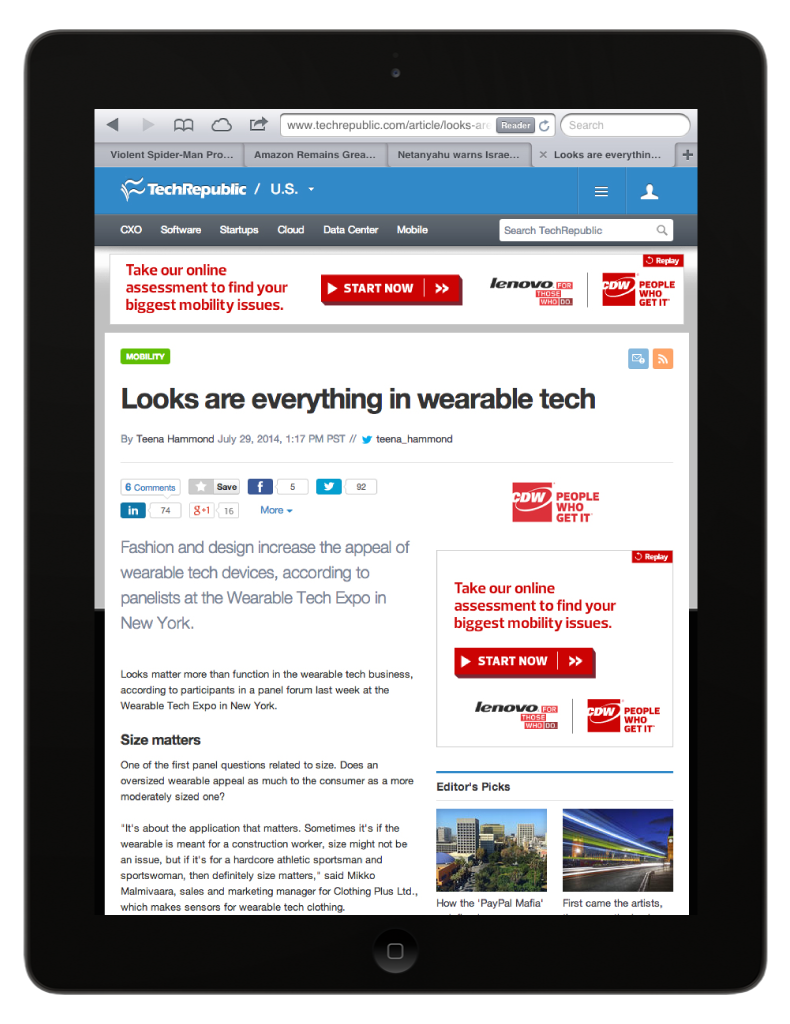 www.techrepublic.com/article/looks-are
Reader
Search
Violent Spider-Man Pro...
Amazon Remains Grea...
Netanyahu warns Israe...
Looks are everythin...
TechRepublic / U.S.
CXO Software Startups Cloud Data Center Mobile
Search TechRepublic
Replay
Take our online
assessment to find your
biggest mobility issues.
START NOW
lenovo FOR THOSE WHO DO.
CDW PEOPLE WHO GET IT
MOBILITY
Looks are everything in wearable tech
By Teena Hammond July 29, 2014, 1:17 PM PST // teena_hammond
6 Comments Save f 5 92
in 74 g+1 16 More
CDW PEOPLE WHO GET IT
Fashion and design increase the appeal of
wearable tech devices, according to
panelists at the Wearable Tech Expo in
New York.
Looks matter more than function in the wearable tech business,
according to participants in a panel forum last week at the
Wearable Tech Expo in New York.
Size matters
One of the first panel questions related to size. Does an
oversized wearable appeal as much to the consumer as a more
moderately sized one?
"It's about the application that matters. Sometimes it's if the
wearable is meant for a construction worker, size might not be
an issue, but if it's for a hardcore athletic sportsman and
sportswoman, then definitely size matters," said Mikko
Malmivaara, sales and marketing manager for Clothing Plus Ltd.,
which makes sensors for wearable tech clothing.
Replay
Take our online
assessment to find your
biggest mobility issues.
START NOW
lenovo FOR THOSE WHO DO.
CDW PEOPLE WHO GET IT
Editor's Picks
How the 'PayPal Mafia'
First came the artists,